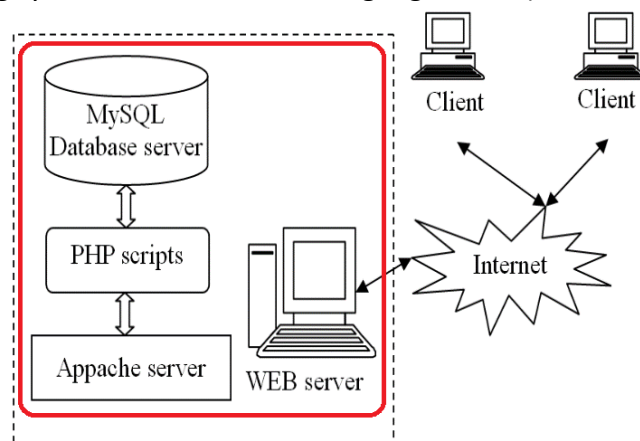 MySQL
Database server
PHP scripts
Appache server
WEB server
Internet
Client
Client